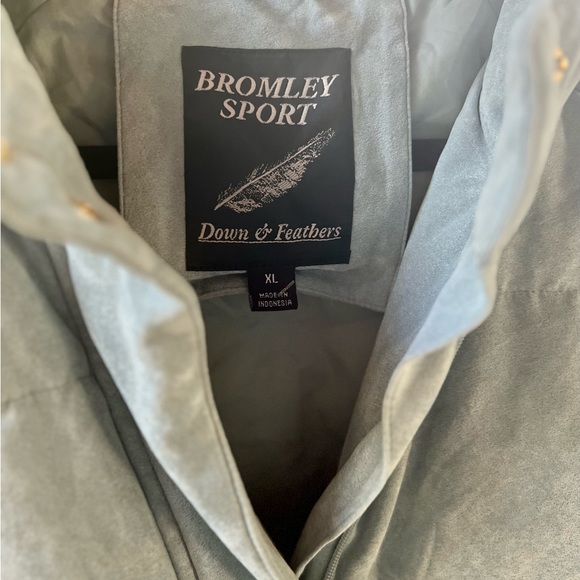 BROMLEY
SPORT
Down & Feathers
XL
MADE IN
INDONESIA